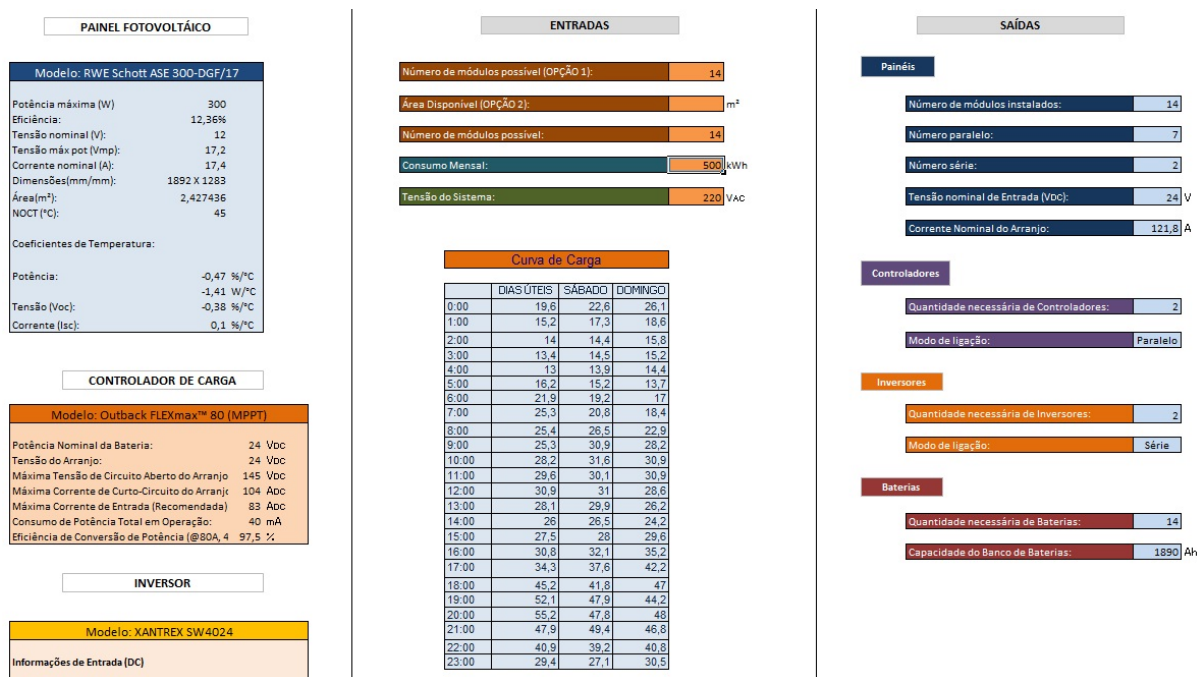 PAINEL FOTOVOLTÁICO
Modelo: RWE Schott ASE 300-DGF/17
Potência máxima (W) 300
Eficiência: 12,36%
Tensão nominal (V): 12
Tensão máx pot (Vmp): 17,2
Corrente nominal (A): 17,4
Dimensões(mm/mm): 1892 X 1283
Área(m²): 2,427436
NOCT (°C): 45
Coeficientes de Temperatura:
Potência: -0,47 %/°C
-1,41 W/°C
Tensão (Voc): -0,38 %/°C
Corrente (Isc): 0,1 %/°C
CONTROLADOR DE CARGA
Modelo: Outback FLEXmax™ 80 (MPPT)
Potência Nominal da Bateria: 24 VDC
Tensão do Arranjo: 24 VDC
Máxima Tensão de Circuito Aberto do Arranjo 145 VDC
Máxima Corrente de Curto-Circuito do Arranjc 104 ADC
Máxima Corrente de Entrada (Recomendada) 83 ADC
Consumo de Potência Total em Operação: 40 mA
Eficiência de Conversão de Potência (@80A, 4 97,5 %
INVERSOR
Modelo: XANTREX SW4024
Informações de Entrada (DC)
ENTRADAS
Número de módulos possível (OPÇÃO 1): 14
Área Disponível (OPÇÃO 2): m²
Número de módulos possível: 14
Consumo Mensal: 500 kWh
Tensão do Sistema: 220 VAC
Curva de Carga
DIAS ÚTEIS SÁBADO DOMINGO
0:00 19,6 22,6 26,1
1:00 15,2 17,3 18,6
2:00 14 14,4 15,8
3:00 13,4 14,5 15,2
4:00 13 13,9 14,4
5:00 16,2 15,2 13,7
6:00 21,9 19,2 17
7:00 25,3 20,8 18,4
8:00 25,4 26,5 22,9
9:00 25,3 30,9 28,2
10:00 28,2 31,6 30,9
11:00 29,6 30,1 30,9
12:00 30,9 31 28,6
13:00 28,1 29,9 26,2
14:00 26 26,5 24,2
15:00 27,5 28 29,6
16:00 30,8 32,1 35,2
17:00 34,3 37,6 42,2
18:00 45,2 41,8 47
19:00 52,1 47,9 44,2
20:00 55,2 47,8 48
21:00 47,9 49,4 46,8
22:00 40,9 39,2 40,8
23:00 29,4 27,1 30,5
SAÍDAS
Painéis
Número de módulos instalados: 14
Número paralelo: 7
Número série: 2
Tensão nominal de Entrada (VDC): 24 V
Corrente Nominal do Arranjo: 121,8 A
Controladores
Quantidade necessária de Controladores: 2
Modo de ligação: Paralelo
Inversores
Quantidade necessária de Inversores: 2
Modo de ligação: Série
Baterias
Quantidade necessária de Baterias: 14
Capacidade do Banco de Baterias: 1890 Ah